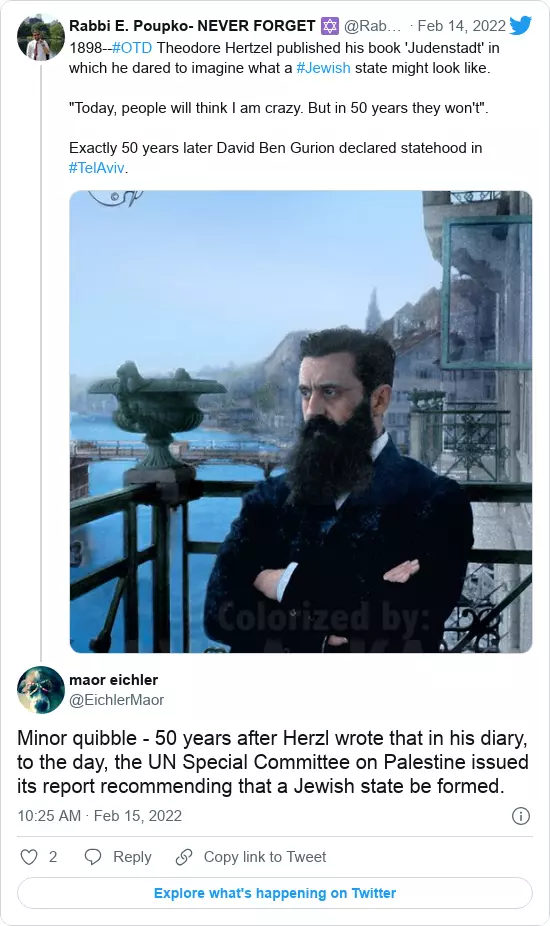 Rabbi E. Poupko- NEVER FORGET ✡ @Rab… · Feb 14, 2022
1898--#OTD Theodore Hertzel published his book 'Judenstadt' in
which he dared to imagine what a #Jewish state might look like.
"Today, people will think I am crazy. But in 50 years they won't".
Exactly 50 years later David Ben Gurion declared statehood in
#TelAviv.
Colorized by:
maor eichler
@EichlerMaor
Minor quibble - 50 years after Herzl wrote that in his diary,
to the day, the UN Special Committee on Palestine issued
its report recommending that a Jewish state be formed.
10:25 AM · Feb 15, 2022
2 Reply Copy link to Tweet
Explore what's happening on Twitter